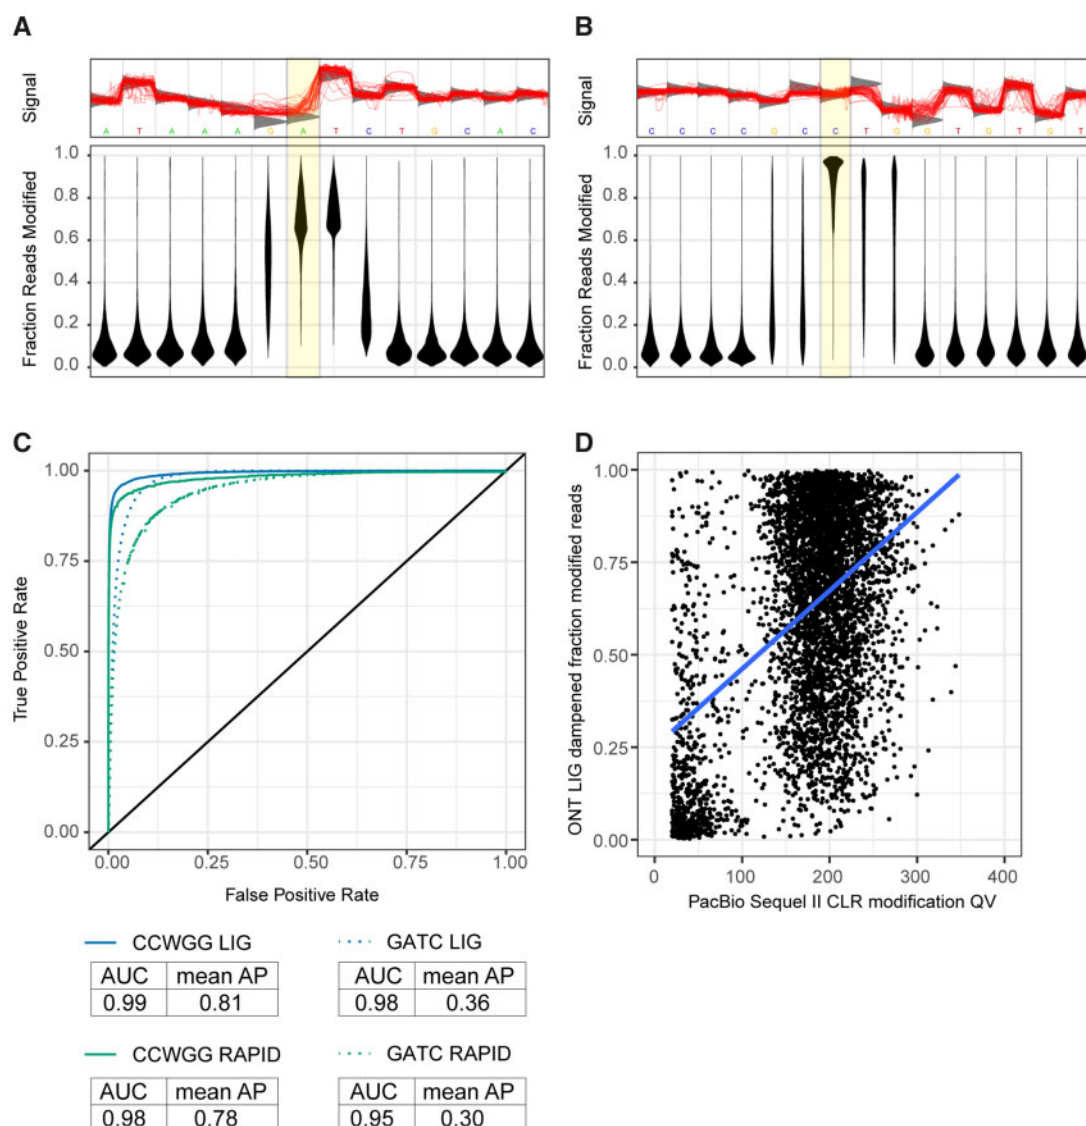 A
Signal
A T A A A G A T C T G C A C
Fraction Reads Modified
1.0
0.8
0.6
0.4
0.2
0.0
B
Signal
C C C C G C C T G G T G T G T
Fraction Reads Modified
1.0
0.8
0.6
0.4
0.2
0.0
C
True Positive Rate
1.00
0.75
0.50
0.25
0.00
0.00 0.25 0.50 0.75 1.00
False Positive Rate
D
ONT LIG dampened fraction modified reads
1.00
0.75
0.50
0.25
0.00
0 100 200 300 400
PacBio Sequel II CLR modification QV
CCWGG LIG
AUC mean AP
0.99 0.81
GATC LIG
AUC mean AP
0.98 0.36
CCWGG RAPID
AUC mean AP
0.98 0.78
GATC RAPID
AUC mean AP
0.95 0.30